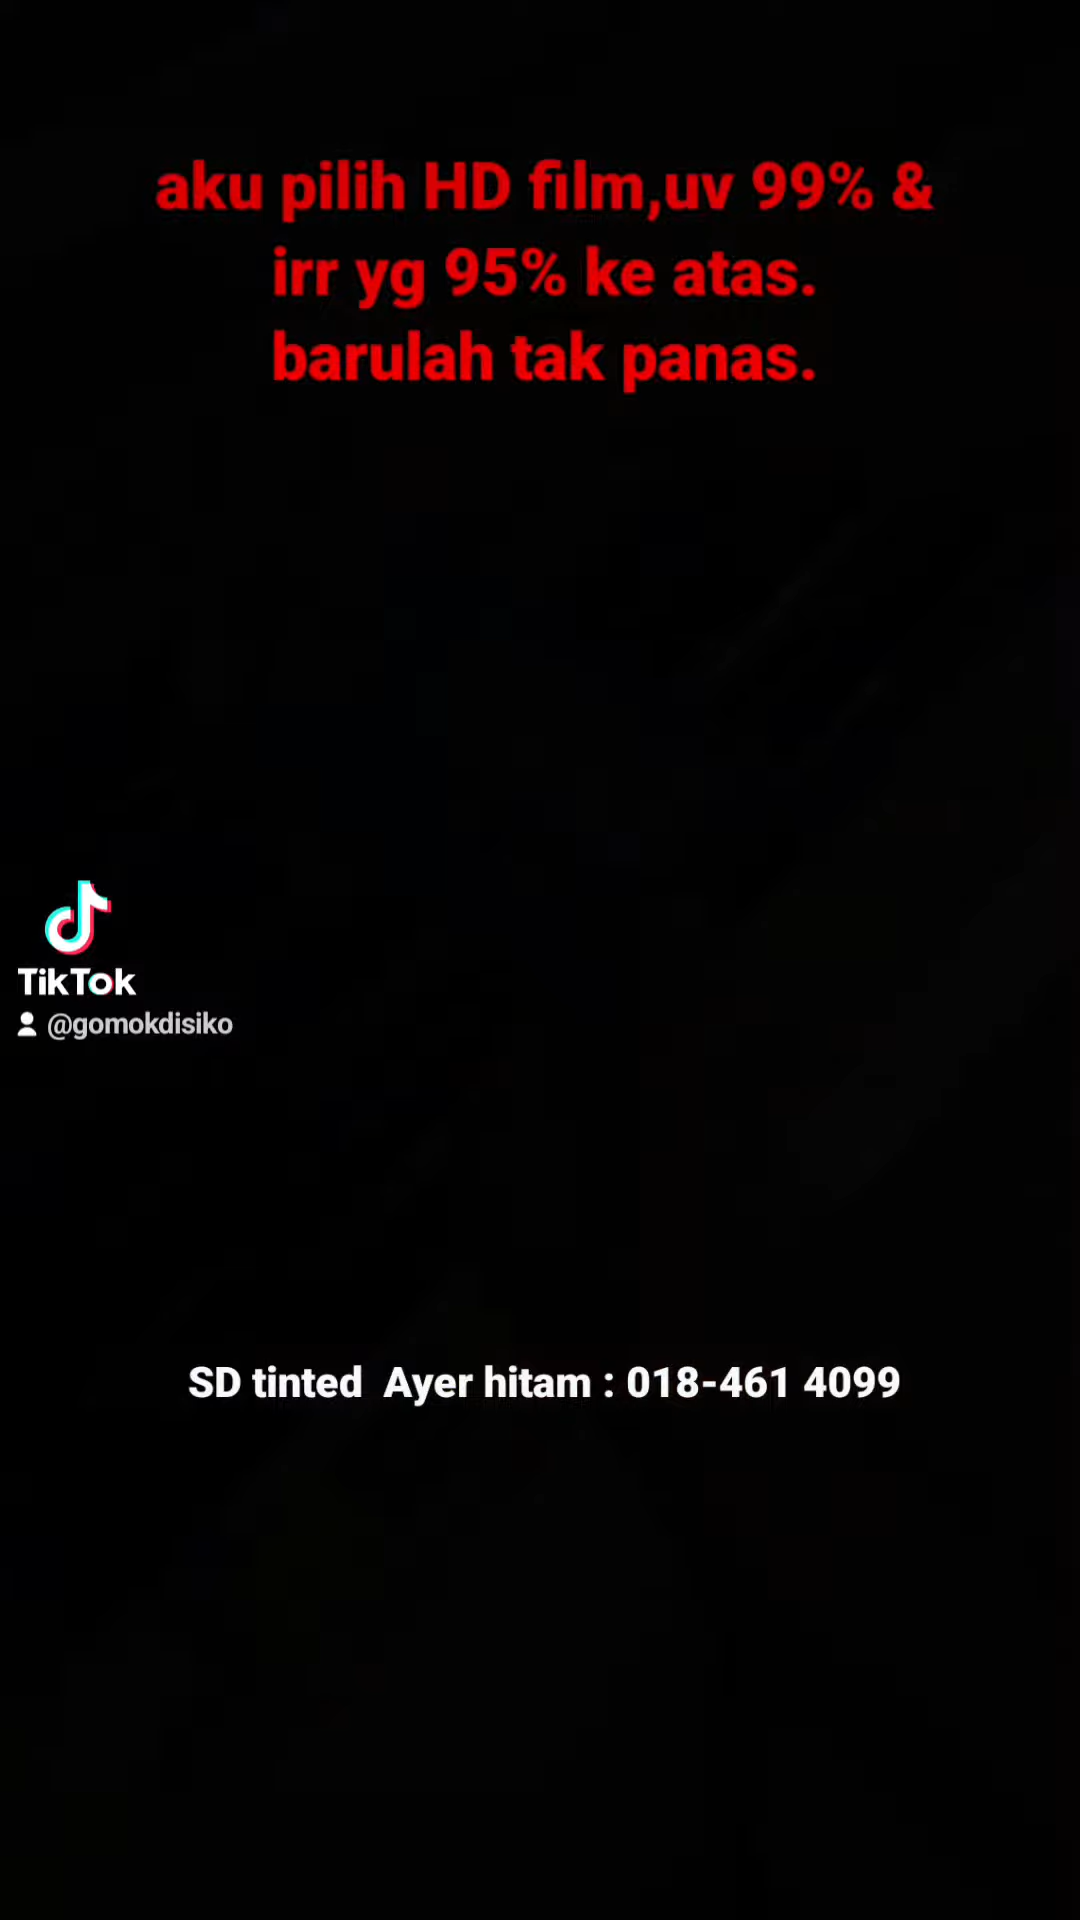 aku pilih HD film,uv 99% &
irr yg 95% ke atas.
barulah tak panas.
TikTok
@gomokdisiko
SD tinted  Ayer hitam : 018-461 4099